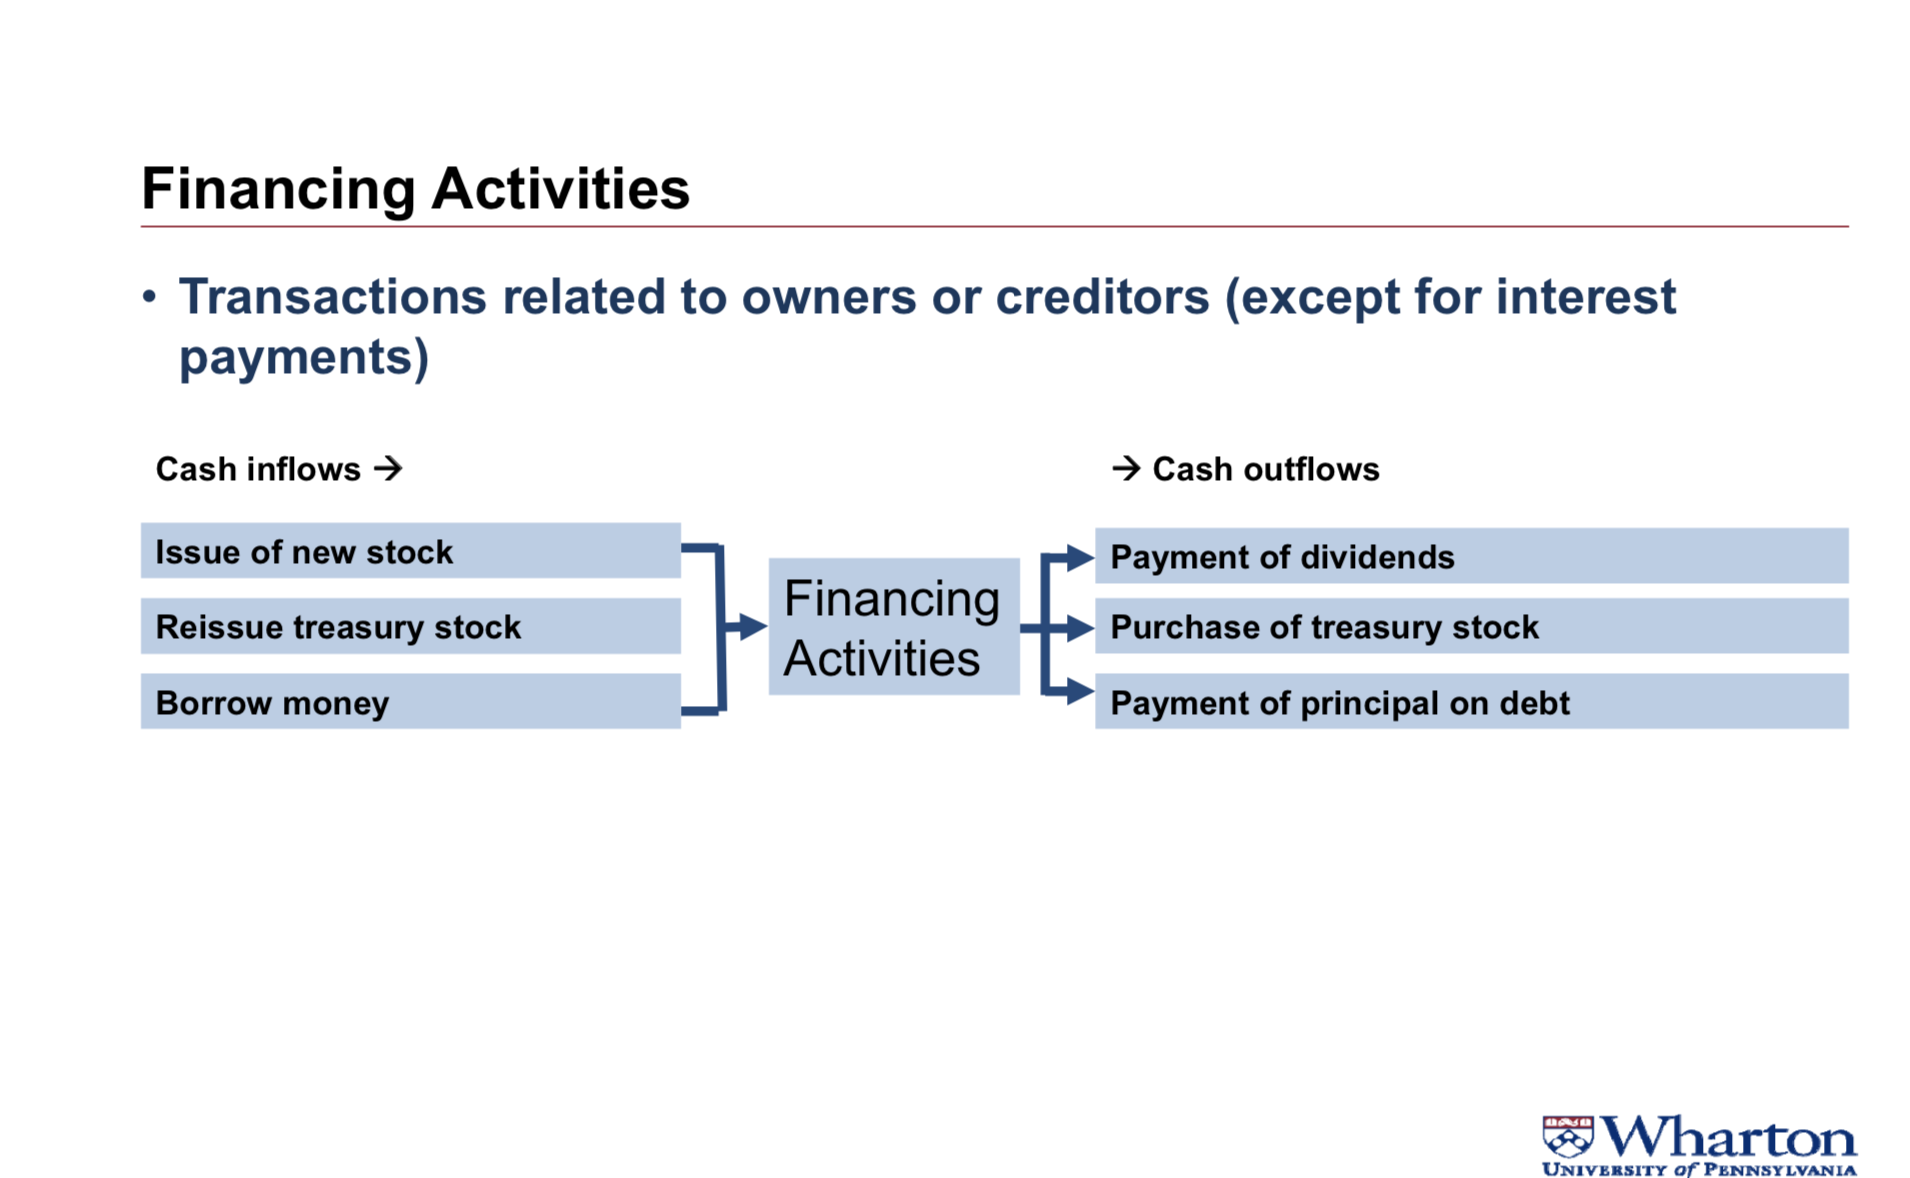 Financing Activities
• Transactions related to owners or creditors (except for interest
payments)
Cash inflows →
→ Cash outflows
Issue of new stock
Reissue treasury stock
Borrow money
Financing
Activities
Payment of dividends
Purchase of treasury stock
Payment of principal on debt
Wharton
UNIVERSITY of PENNSYLVANIA